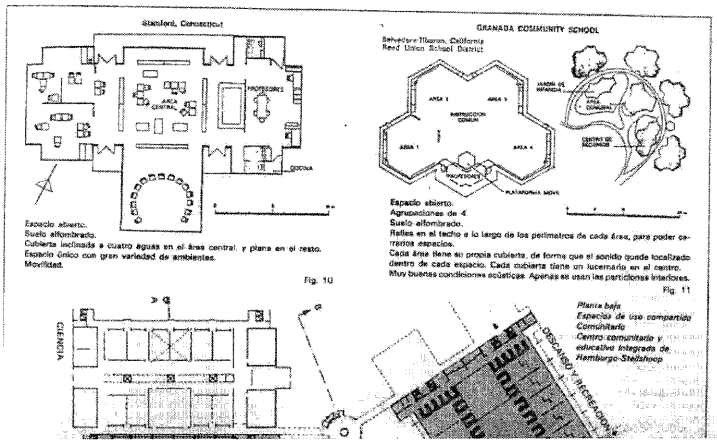 Stamford, Connecticut
PROFESORES
AREA
CENTRAL
COCINA
Espacio abierto.
Suelo alfombrado.
Cubierta inclinada a cuatro aguas en el área central, y plana en el resto.
Espacio único con gran variedad de ambientes.
Movilidad.
Fig. 10
GRANADA COMMUNITY SCHOOL
Belvedere-Tiburon, California
Reed Union School District
AREA 2
AREA 3
INSTRUCCION
COMUN
AREA 1
AREA 4
PROFESORES
PLATAFORMA MOVIL
JARDIN DE
INFANCIA
AREA
COMUNAL
CENTRO DE
RECURSOS
Espacio abierto.
Agrupaciones de 4.
Suelo alfombrado.
Raíles en el techo a lo largo de los perímetros de cada área, para poder ce-
rrarlos espacios.
Cada área tiene su propia cubierta, de forma que el sonido quede localizado
dentro de cada espacio. Cada cubierta tiene un lucernario en el centro.
Muy buenas condiciones acústicas. Apenas se usan las particiones interiores.
Fig. 11
CIENCIA
DESCANSO Y RECREACION
Planta baja
Espacios de uso compartido
Comunitario
Centro comunitario y
educativo integrado de
Hamburgo-Steilshoop